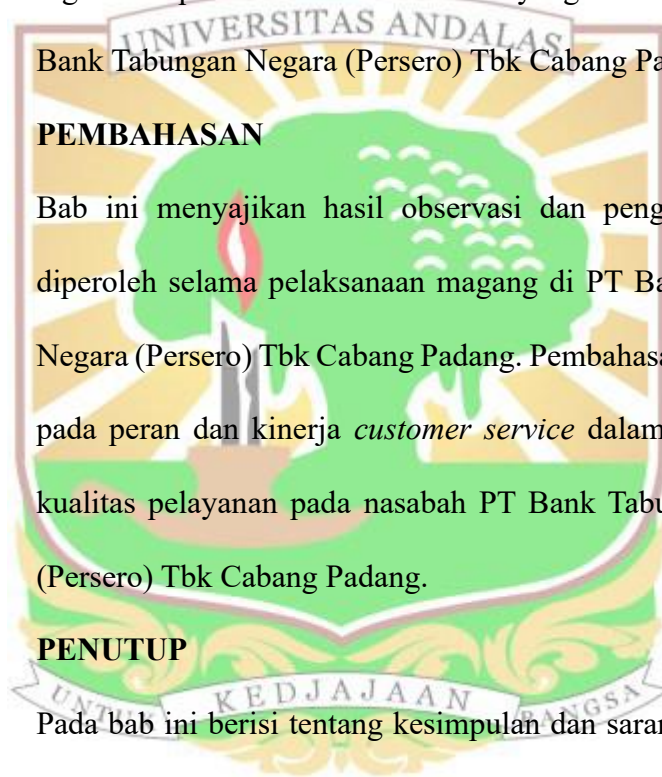 UNIVERSITAS ANDALAS
Bank Tabungan Negara (Persero) Tbk Cabang Pa
PEMBAHASAN
Bab ini menyajikan hasil observasi dan peng
diperoleh selama pelaksanaan magang di PT Ba
Negara (Persero) Tbk Cabang Padang. Pembahasa
pada peran dan kinerja customer service dalam
kualitas pelayanan pada nasabah PT Bank Tabu
(Persero) Tbk Cabang Padang.
PENUTUP
UNTUK KEDJAJAAN BANGSA
Pada bab ini berisi tentang kesimpulan dan saran